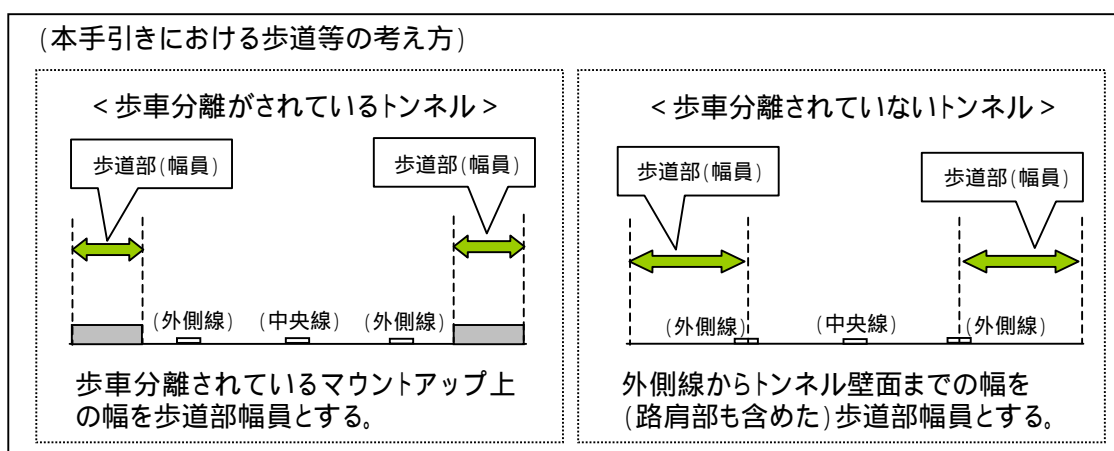 (本手引きにおける歩道等の考え方)
<歩車分離がされているトンネル>
歩道部(幅員)
歩道部(幅員)
(外側線) (中央線) (外側線)
歩車分離されているマウントアップ上
の幅を歩道部幅員とする。
<歩車分離されていないトンネル>
歩道部(幅員)
歩道部(幅員)
(外側線) (中央線) (外側線)
外側線からトンネル壁面までの幅を
(路肩部も含めた)歩道部幅員とする。